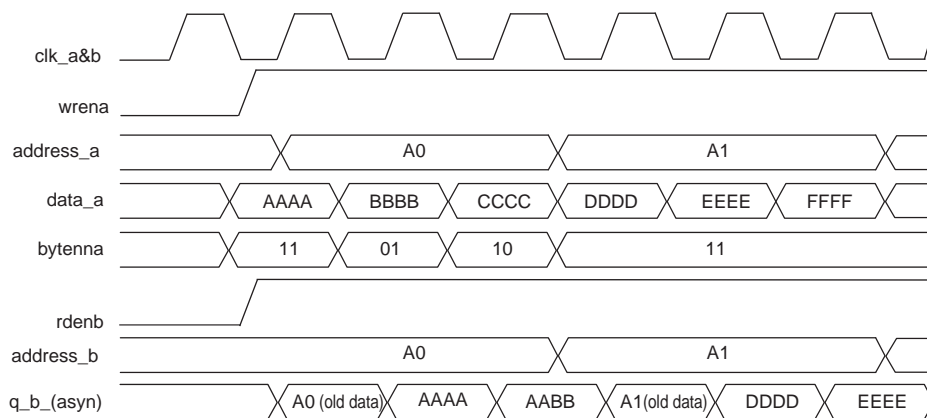 clk_a&b
wrena
address_a A0 A1
data_a AAAA BBBB CCCC DDDD EEEE FFFF
bytenna 11 01 10 11
rdenb
address_b A0 A1
q_b_(asyn) A0 (old data) AAAA AABB A1(old data) DDDD EEEE